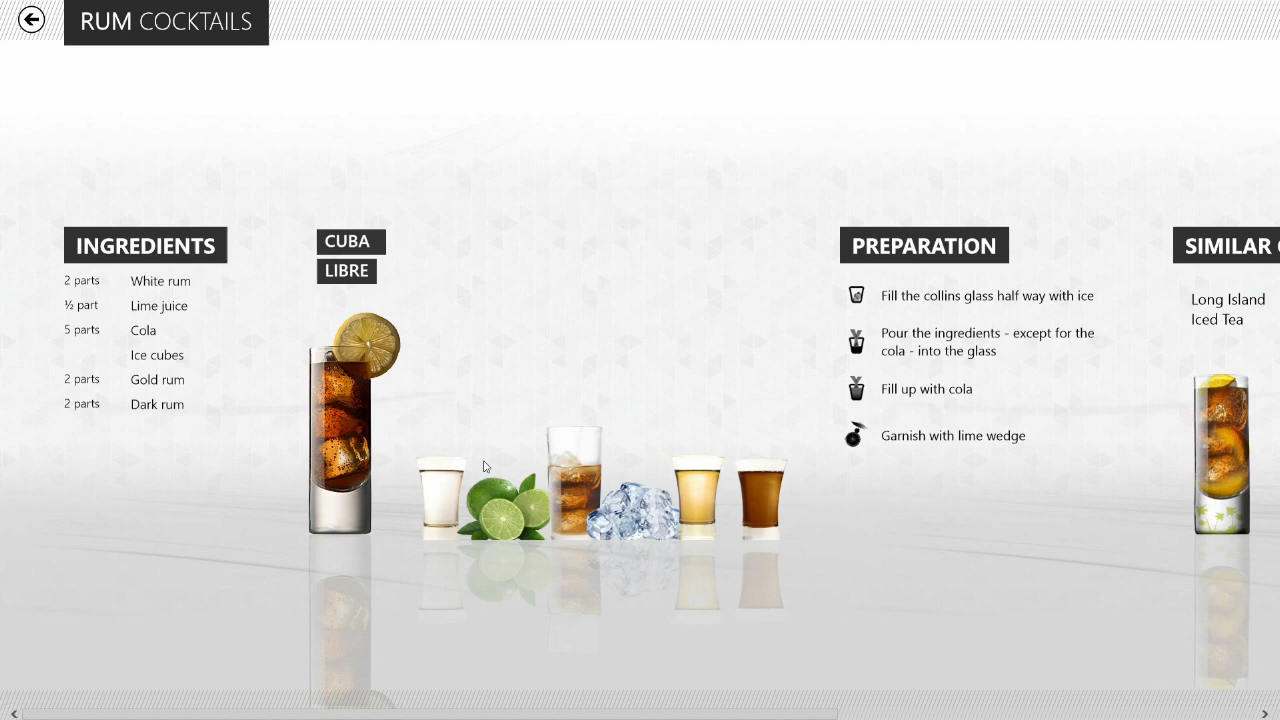 RUM COCKTAILS
INGREDIENTS
2 parts White rum
½ part Lime juice
5 parts Cola
Ice cubes
2 parts Gold rum
2 parts Dark rum
CUBA
LIBRE
PREPARATION
Fill the collins glass half way with ice
Pour the ingredients - except for the
cola - into the glass
Fill up with cola
Garnish with lime wedge
SIMILAR
Long Island
Iced Tea